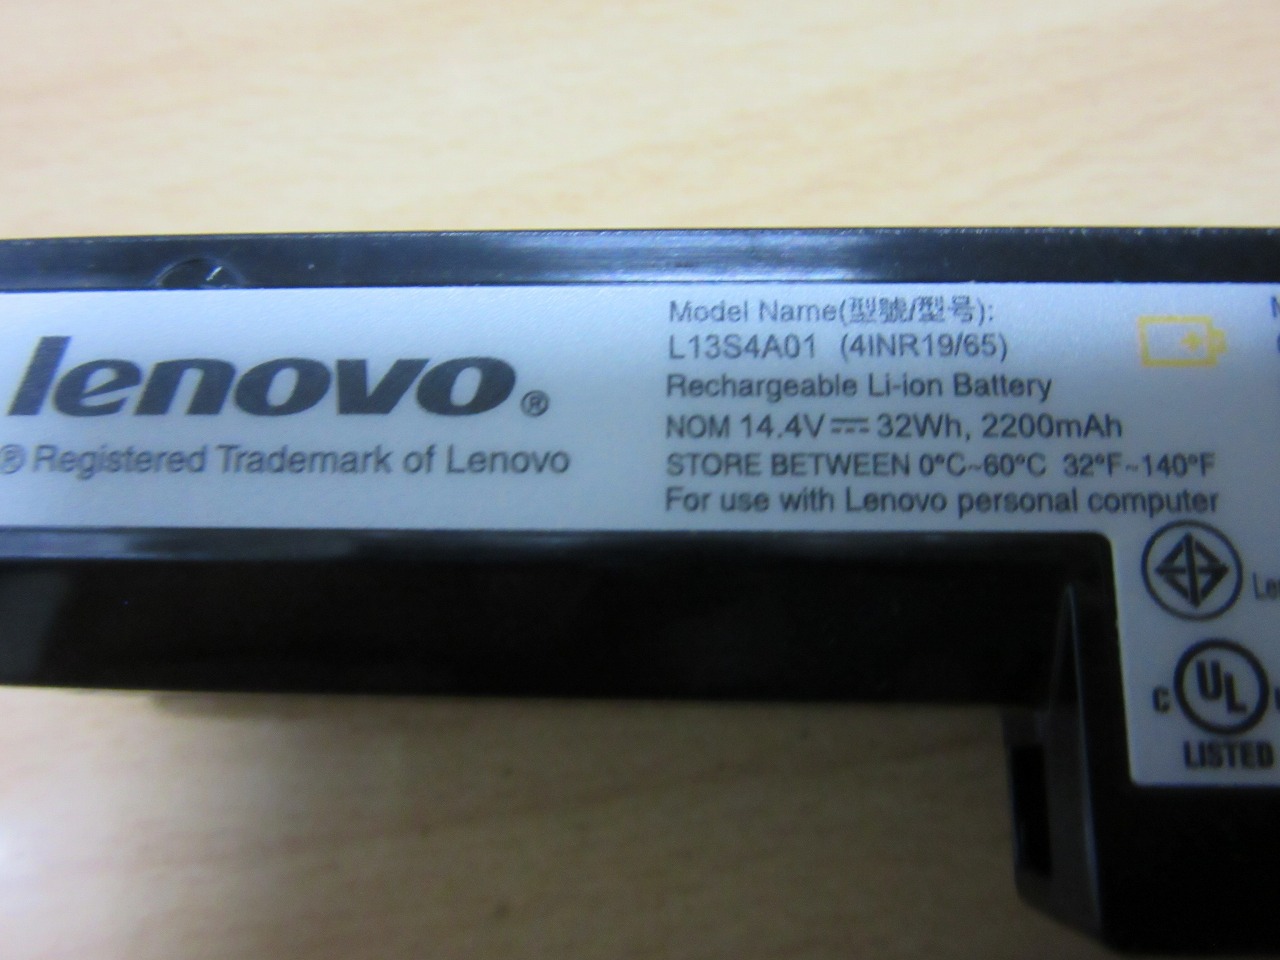 lenovo®
® Registered Trademark of Lenovo
Model Name(型號/型号):
L13S4A01 (4INR19/65)
Rechargeable Li-ion Battery
NOM 14.4V⎓32Wh, 2200mAh
STORE BETWEEN 0°C~60°C 32°F~140°F
For use with Lenovo personal computer
C UL
LISTED